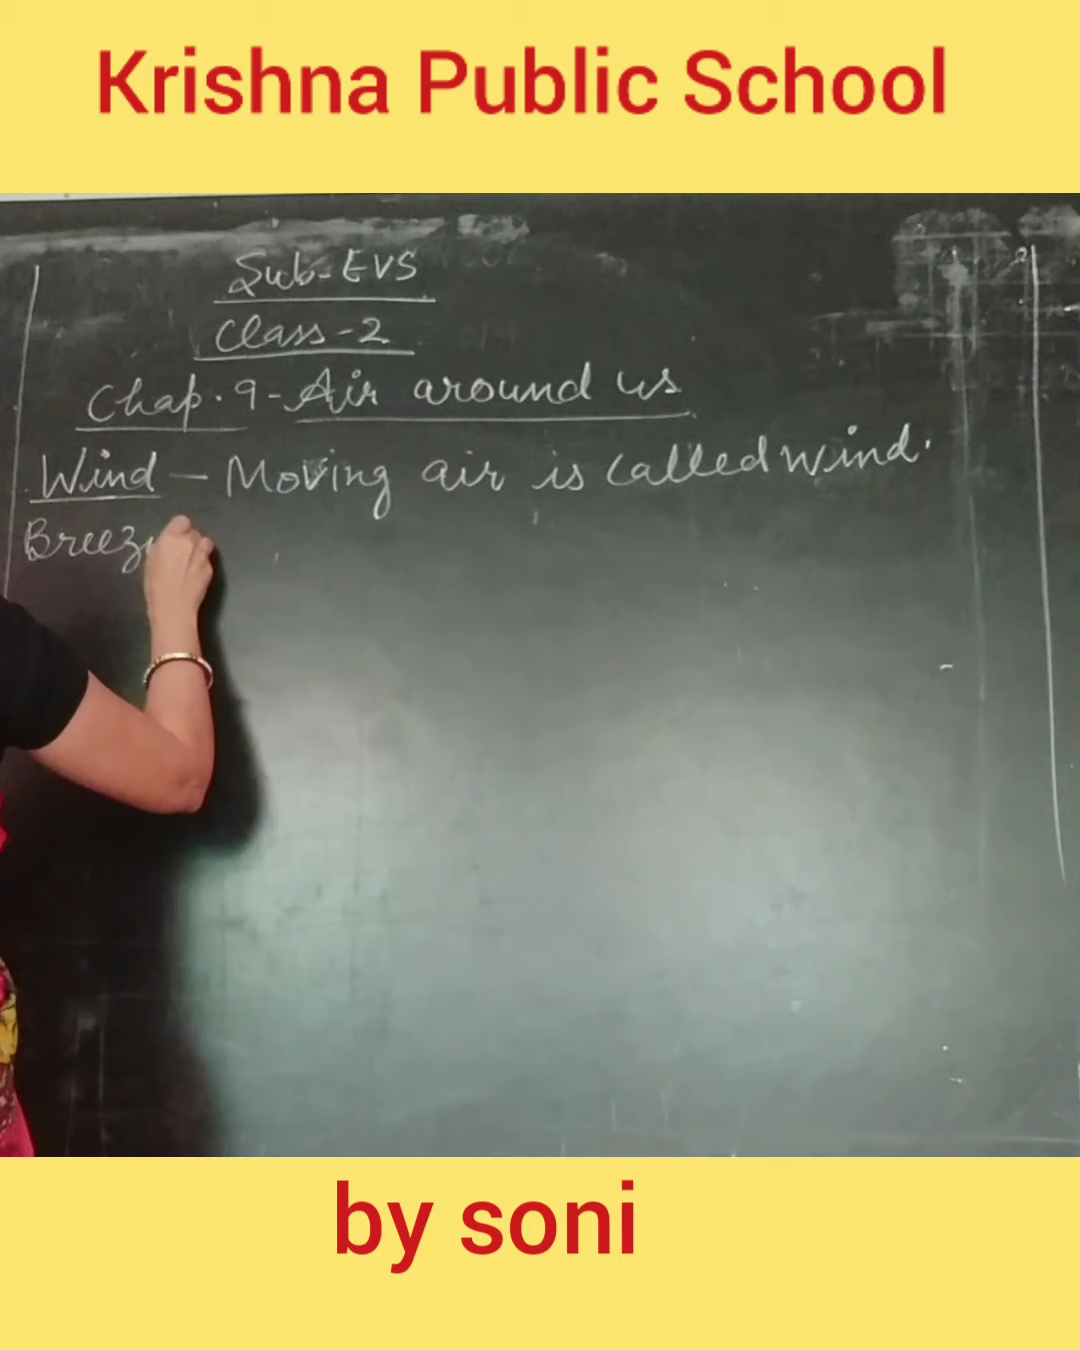 Krishna Public School
Sub-EVS
Class-2
Chap. 9-Air around us
Wind - Moving air is called wind.
Breez
by soni